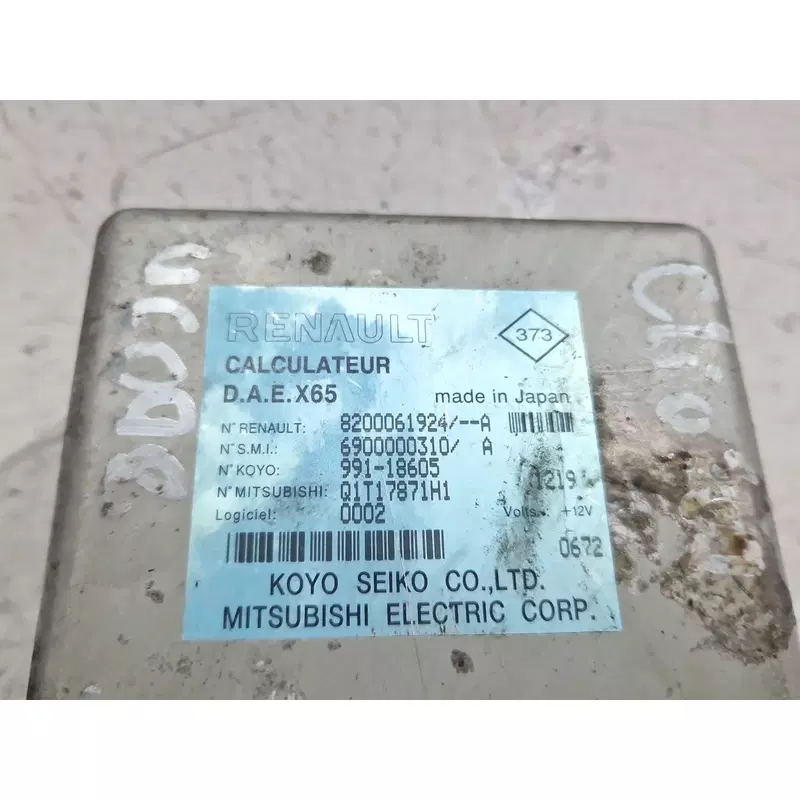 RENAULT
373
CALCULATEUR
D.A.E.X65
made in Japan
N° RENAULT: 8200061924/--A
N° S.M.I.: 6900000310/ A
N° KOYO: 991-18605
1219
N° MITSUBISHI: Q1T17871H1
Logiciel: 0002
Volts.. +12V
0672
KOYO SEIKO CO.,LTD.
MITSUBISHI ELECTRIC CORP.